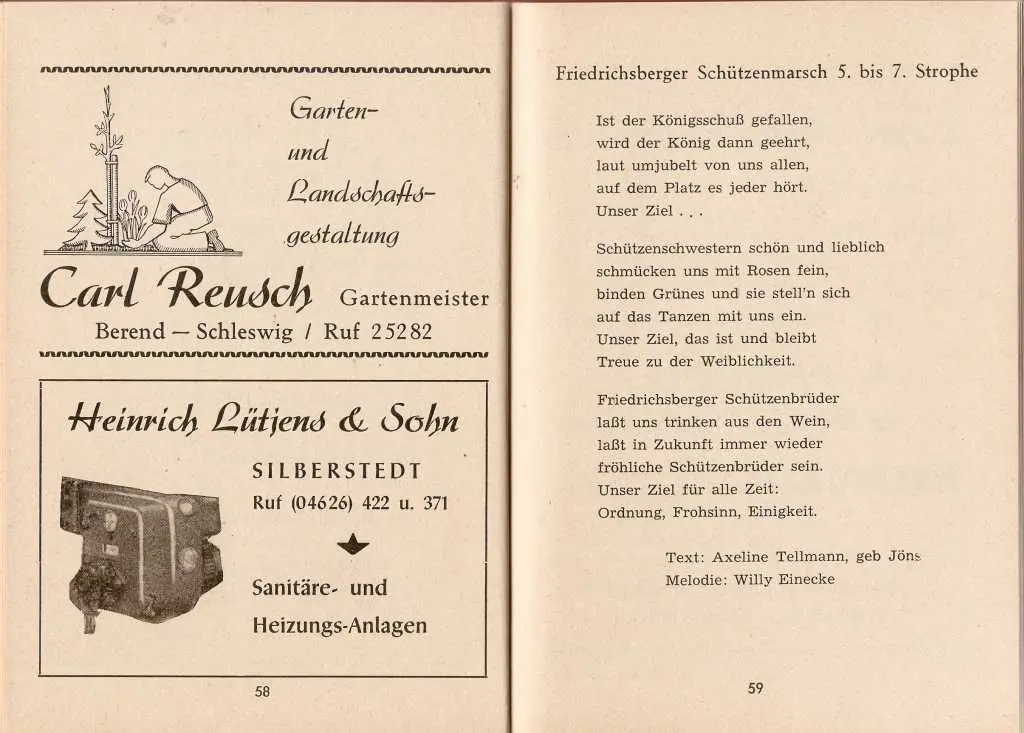 Garten-
und
Landschafts-
gestaltung
Carl Reusch Gartenmeister
Berend — Schleswig / Ruf 25282
Heinrich Lütjens & Sohn
SILBERSTEDT
Ruf (04626) 422 u. 371
Sanitäre- und
Heizungs-Anlagen
58
Friedrichsberger Schützenmarsch 5. bis 7. Strophe
Ist der Königsschuß gefallen,
wird der König dann geehrt,
laut umjubelt von uns allen,
auf dem Platz es jeder hört.
Unser Ziel . . .
Schützenschwestern schön und lieblich
schmücken uns mit Rosen fein,
binden Grünes und sie stell'n sich
auf das Tanzen mit uns ein.
Unser Ziel, das ist und bleibt
Treue zu der Weiblichkeit.
Friedrichsberger Schützenbrüder
laßt uns trinken aus den Wein,
laßt in Zukunft immer wieder
fröhliche Schützenbrüder sein.
Unser Ziel für alle Zeit:
Ordnung, Frohsinn, Einigkeit.
Text: Axeline Tellmann, geb Jöns
Melodie: Willy Einecke
59